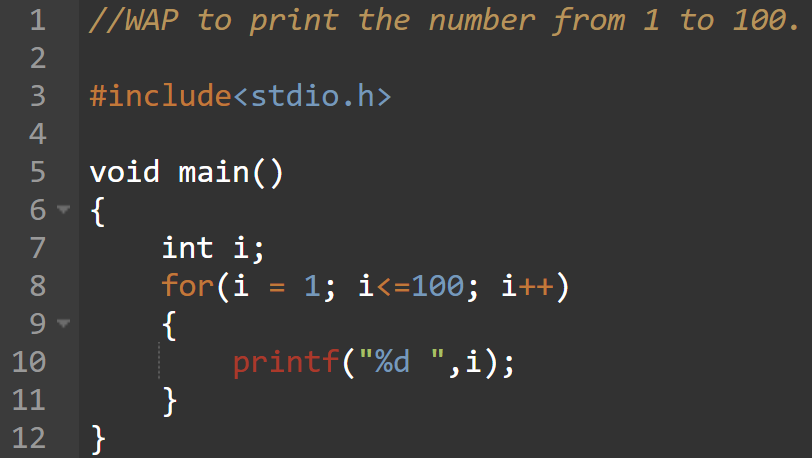 1 //WAP to print the number from 1 to 100.
2
3 #include<stdio.h>
4
5 void main()
6 {
7     int i;
8     for(i = 1; i<=100; i++)
9     {
10         printf("%d ",i);
11     }
12 }